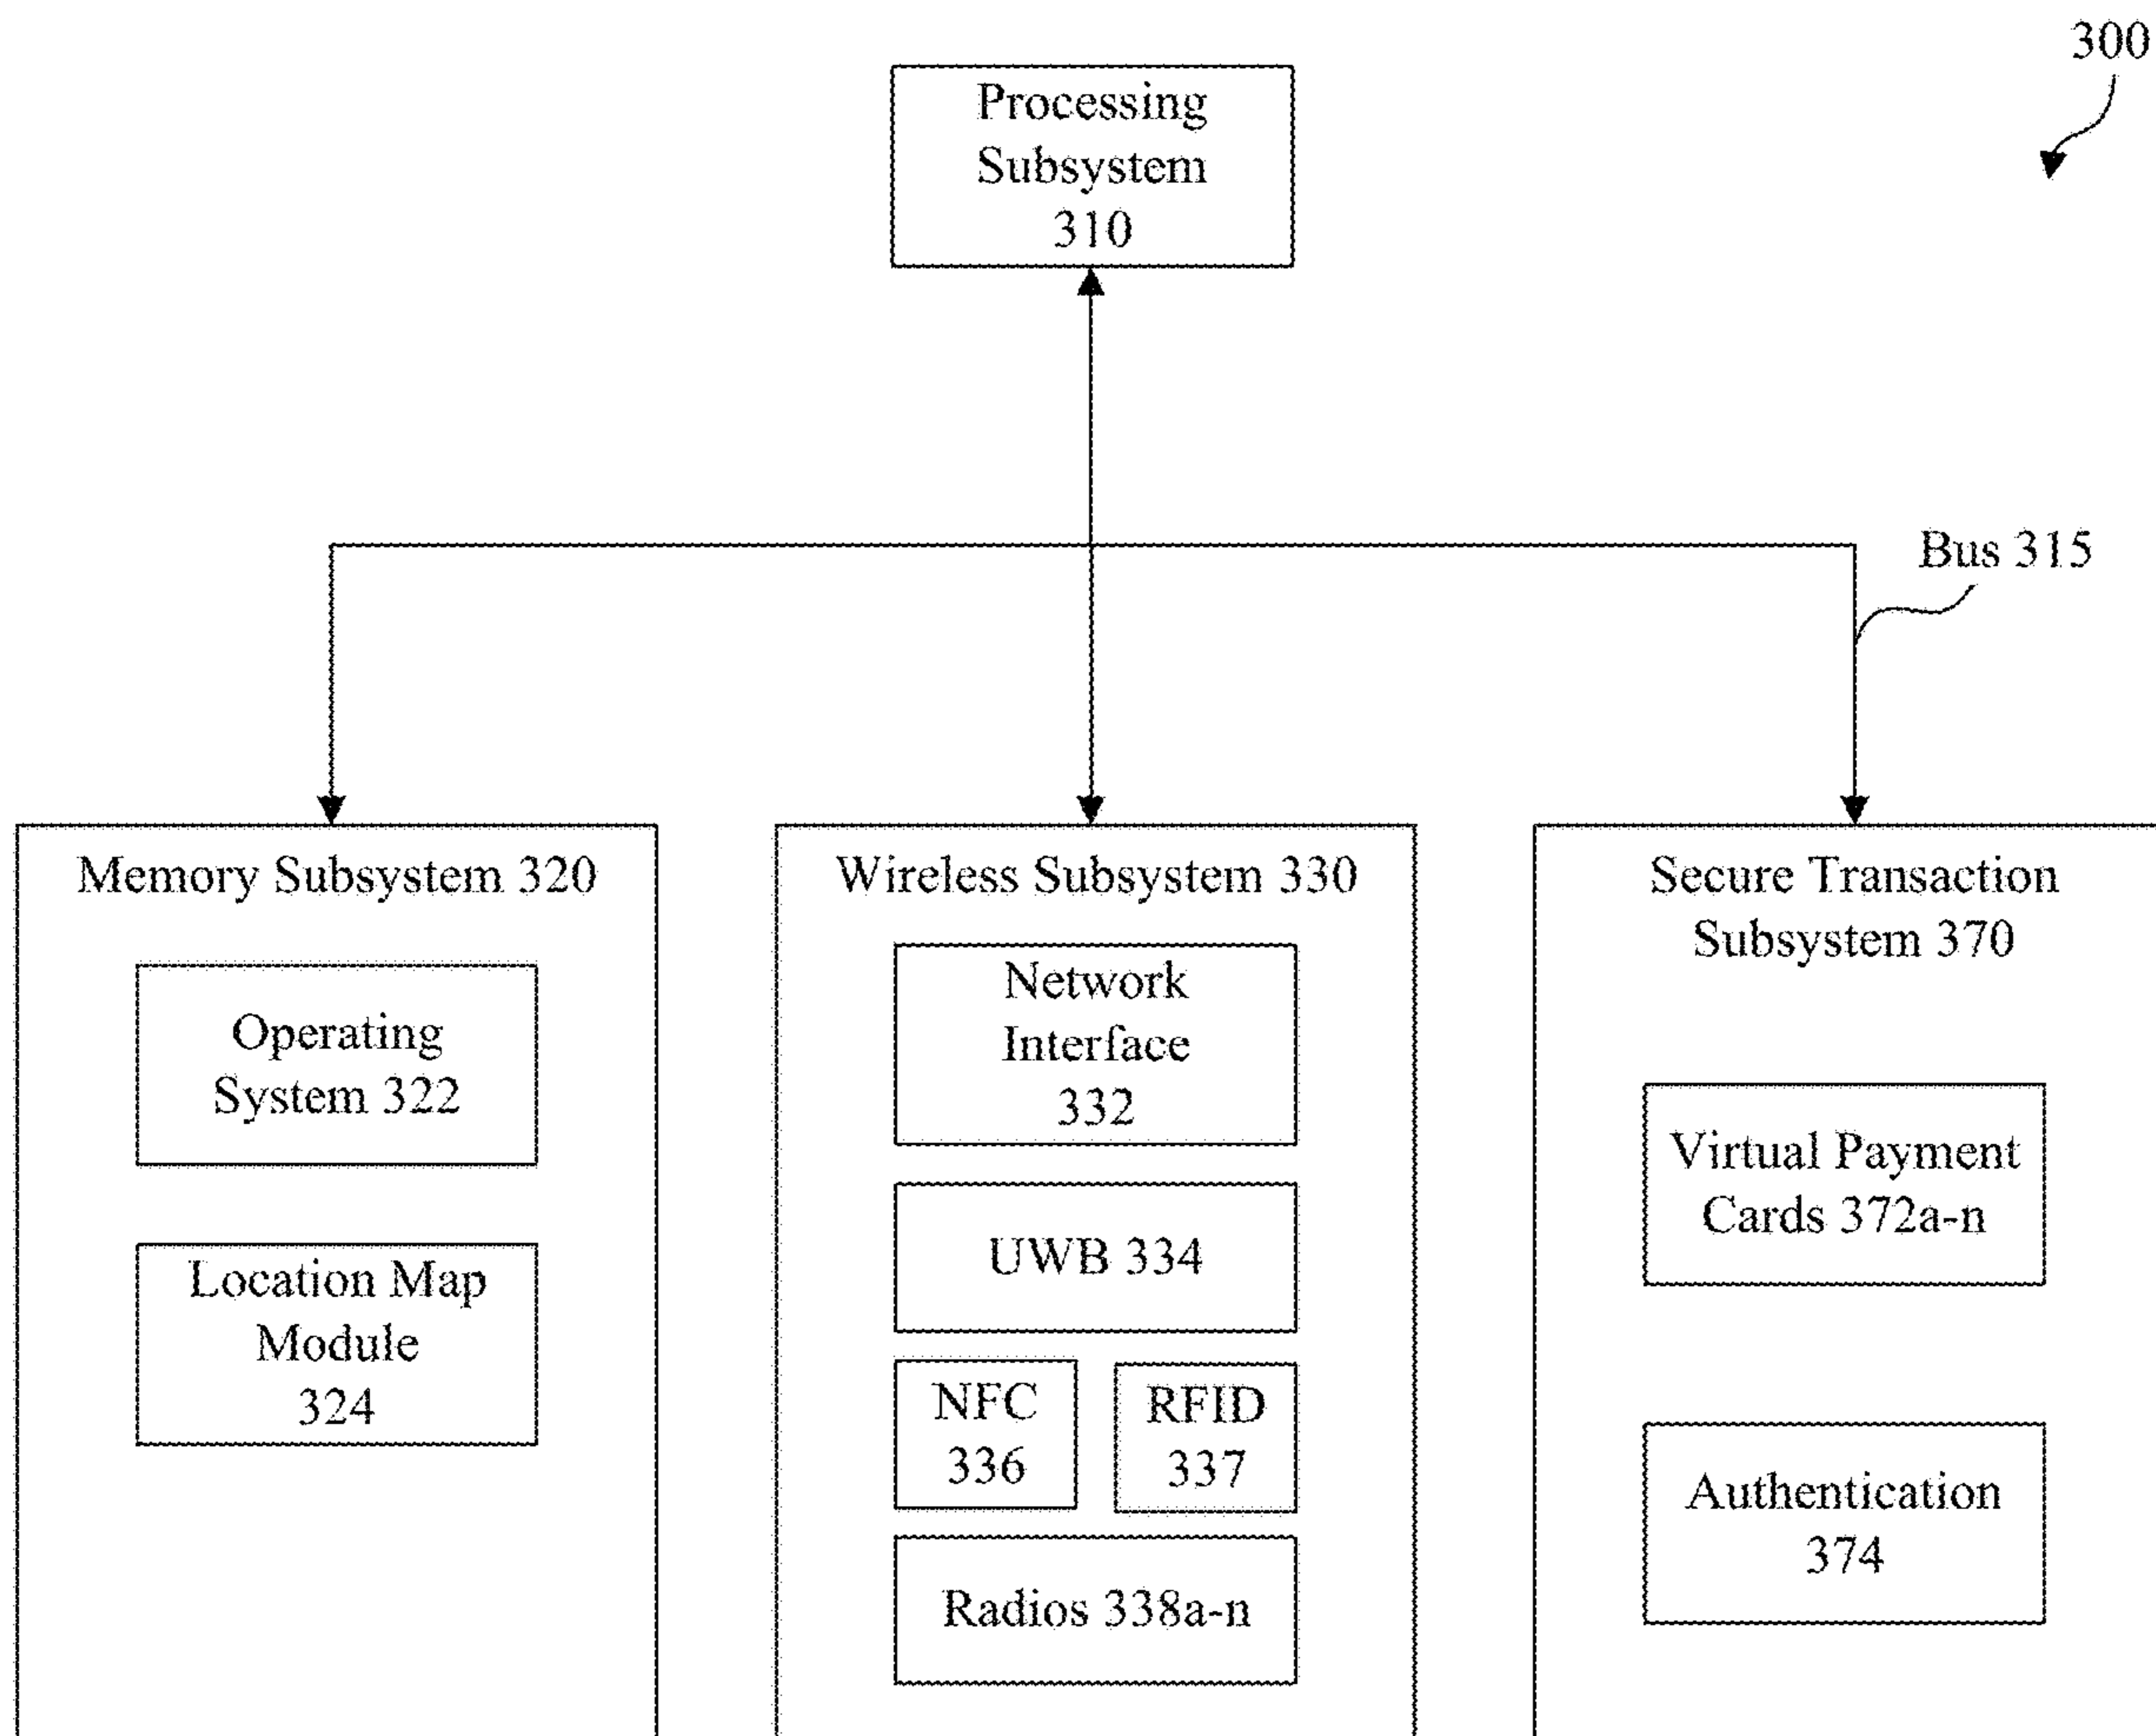 300
Processing
Subsystem
310
Bus 315
Memory Subsystem 320
Operating
System 322
Location Map
Module
324
Wireless Subsystem 330
Network
Interface
332
UWB 334
NFC
336
RFID
337
Radios 338a-n
Secure Transaction
Subsystem 370
Virtual Payment
Cards 372a-n
Authentication
374